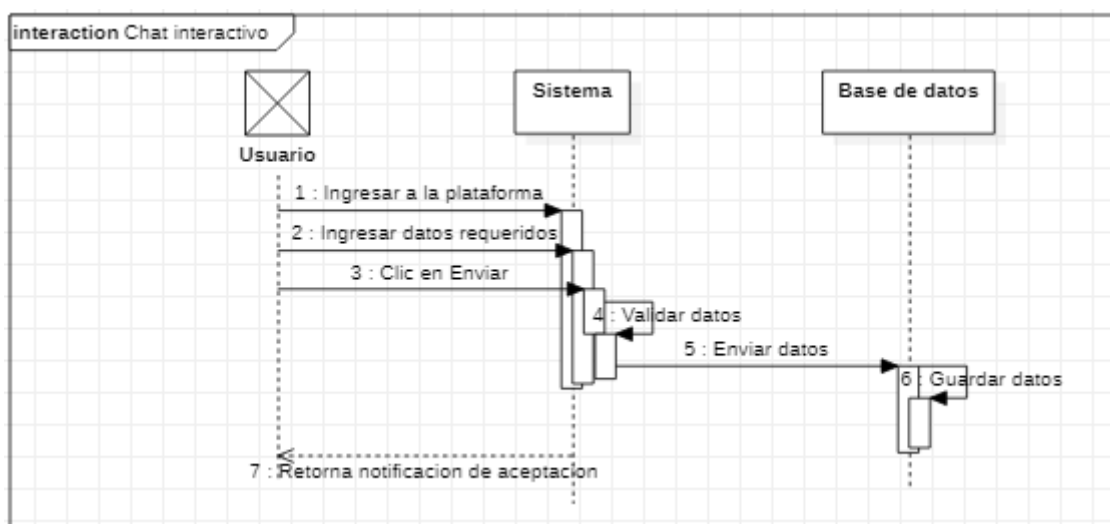 interaction Chat interactivo
Sistema
Base de datos
Usuario
1 : Ingresar a la plataforma
2 : Ingresar datos requeridos
3 : Clic en Enviar
4 : Validar datos
5 : Enviar datos
6 : Guardar datos
7 : Retorna notificacion de aceptacion